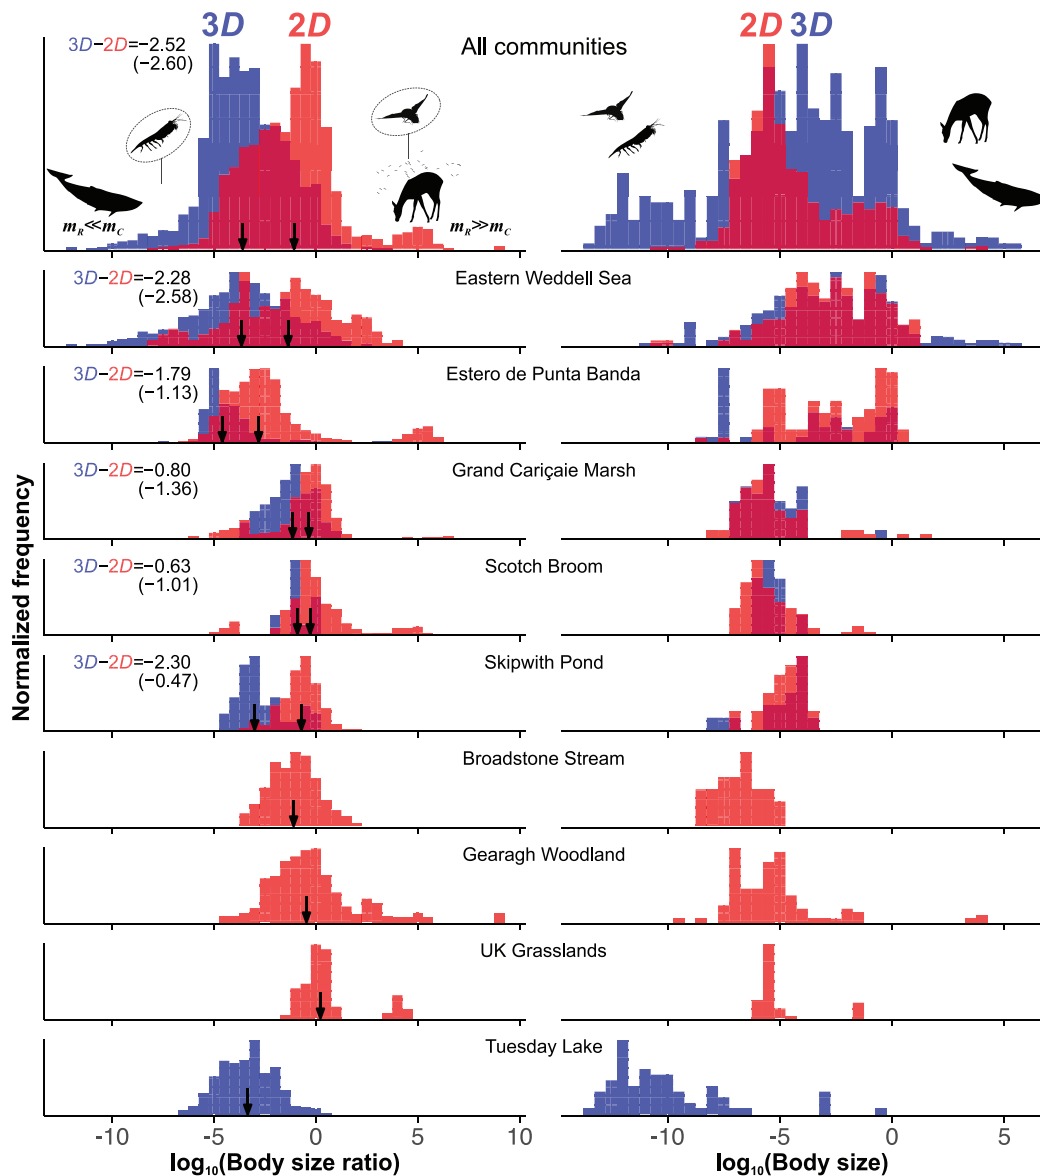 3D 2D 2D 3D
3D−2D=−2.52
(−2.60)
All communities
m_R≪m_C
m_R≫m_C
3D−2D=−2.28
(−2.58)
Eastern Weddell Sea
3D−2D=−1.79
(−1.13)
Estero de Punta Banda
3D−2D=−0.80
(−1.36)
Grand Cariçaie Marsh
3D−2D=−0.63
(−1.01)
Scotch Broom
3D−2D=−2.30
(−0.47)
Skipwith Pond
Broadstone Stream
Gearagh Woodland
UK Grasslands
Tuesday Lake
Normalized frequency
-10 -5 0 5 10 -10 -5 0 5
log₁₀(Body size ratio) log₁₀(Body size)